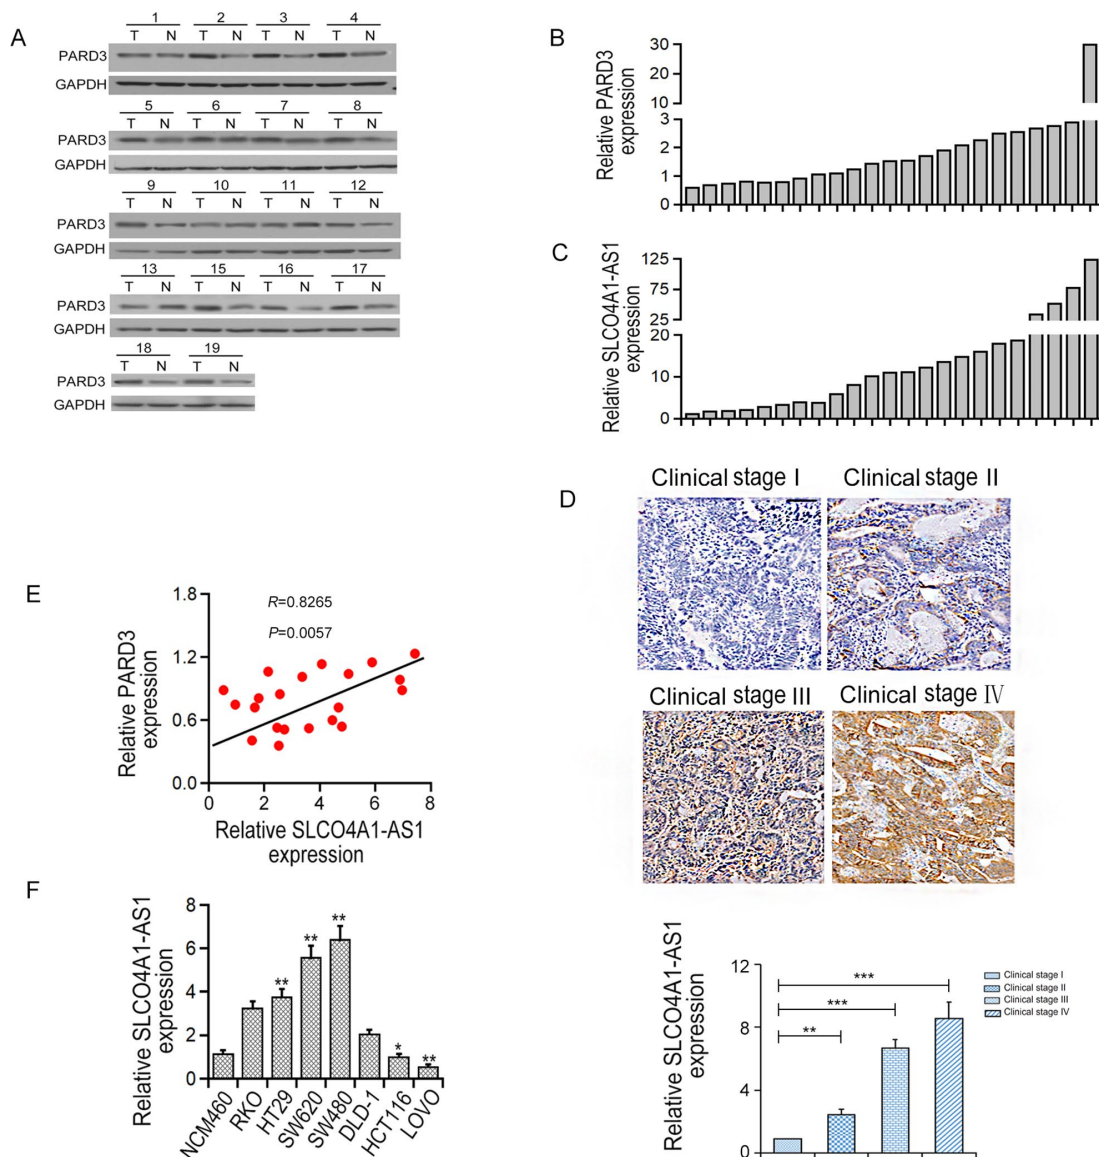 A
1 2 3 4
T N T N T N T N
PARD3
GAPDH
5 6 7 8
T N T N T N T N
PARD3
GAPDH
9 10 11 12
T N T N T N T N
PARD3
GAPDH
13 15 16 17
T N T N T N T N
PARD3
GAPDH
18 19
T N T N
PARD3
GAPDH
B
Relative PARD3
expression
30
20
10
3
2
1
0
C
Relative SLCO4A1-AS1
expression
125
75
25
20
10
0
D
Clinical stage I
Clinical stage II
Clinical stage III
Clinical stage IV
Relative SLCO4A1-AS1
expression
12
8
4
0
**
***
***
Clinical stage I
Clinical stage II
Clinical stage III
Clinical stage IV
E
Relative PARD3
expression
1.8
1.2
0.6
0.0
R=0.8265
P=0.0057
0 2 4 6 8
Relative SLCO4A1-AS1
expression
F
Relative SLCO4A1-AS1
expression
8
6
4
2
0
** ** ** * **
NCM460
RKO
HT29
SW620
SW480
DLD-1
HCT116
LOVO